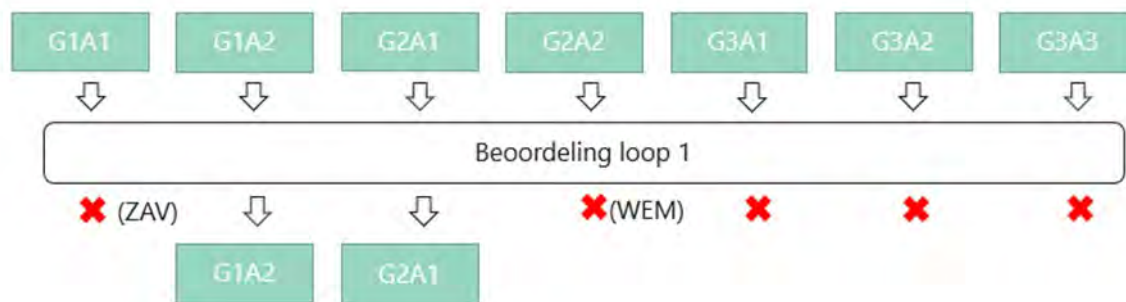 G1A1 G1A2 G2A1 G2A2 G3A1 G3A2 G3A3
Beoordeling loop 1
(ZAV) (WEM)
G1A2 G2A1